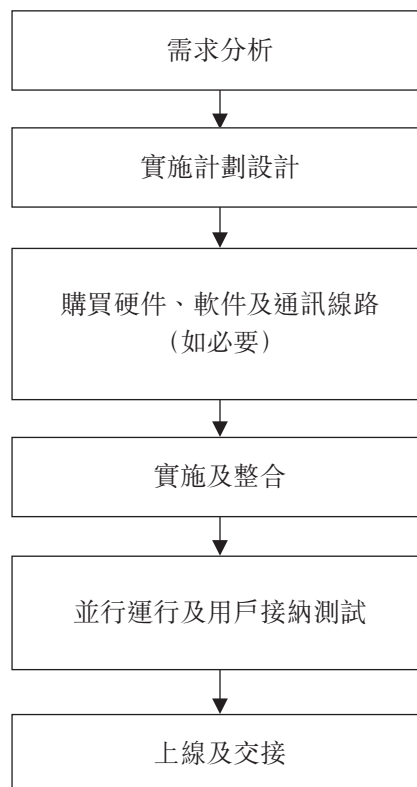 需求分析
實施計劃設計
購買硬件、軟件及通訊線路
（如必要）
實施及整合
並行運行及用戶接納測試
上線及交接